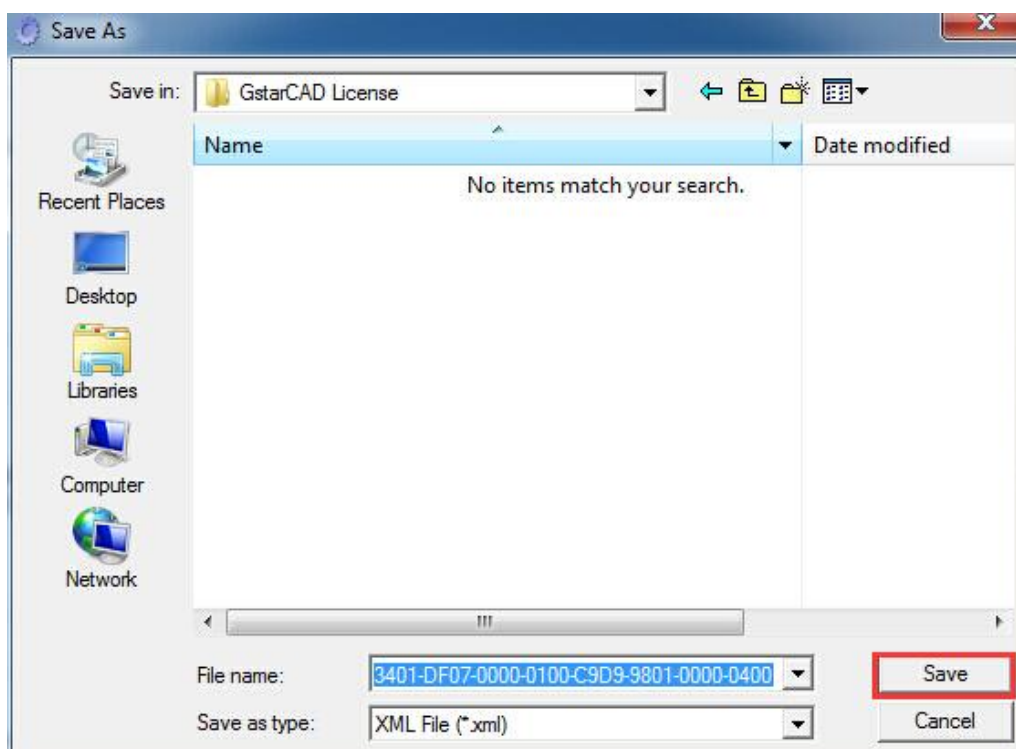 Save As
X
Save in:
GstarCAD License
Name
Date modified
No items match your search.
Recent Places
Desktop
Libraries
Computer
Network
File name:
3401-DF07-0000-0100-C9D9-9801-0000-0400
Save
Save as type:
XML File (*.xml)
Cancel